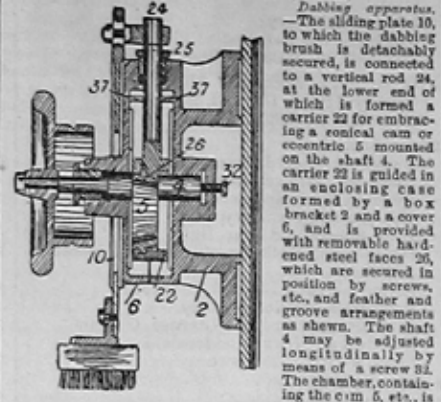 24
25
37
37
26
32
5
10
6
22
2
Dabbing apparatus.
—The sliding plate 10,
to which the dabbing
brush is detachably
secured, is connected
to a vertical rod 24,
at the lower end of
which is formed a
carrier 22 for embrac-
ing a conical cam or
eccentric 5 mounted
on the shaft 4. The
carrier 22 is guided in
an enclosing case
formed by a box
bracket 2 and a cover
6, and is provided
with removable hard-
ened steel faces 26,
which are secured in
position by screws,
etc., and feather and
groove arrangements
as shewn. The shaft
4 may be adjusted
longitudinally by
means of a screw 32.
The chamber, contain-
ing the cam 5, etc., is